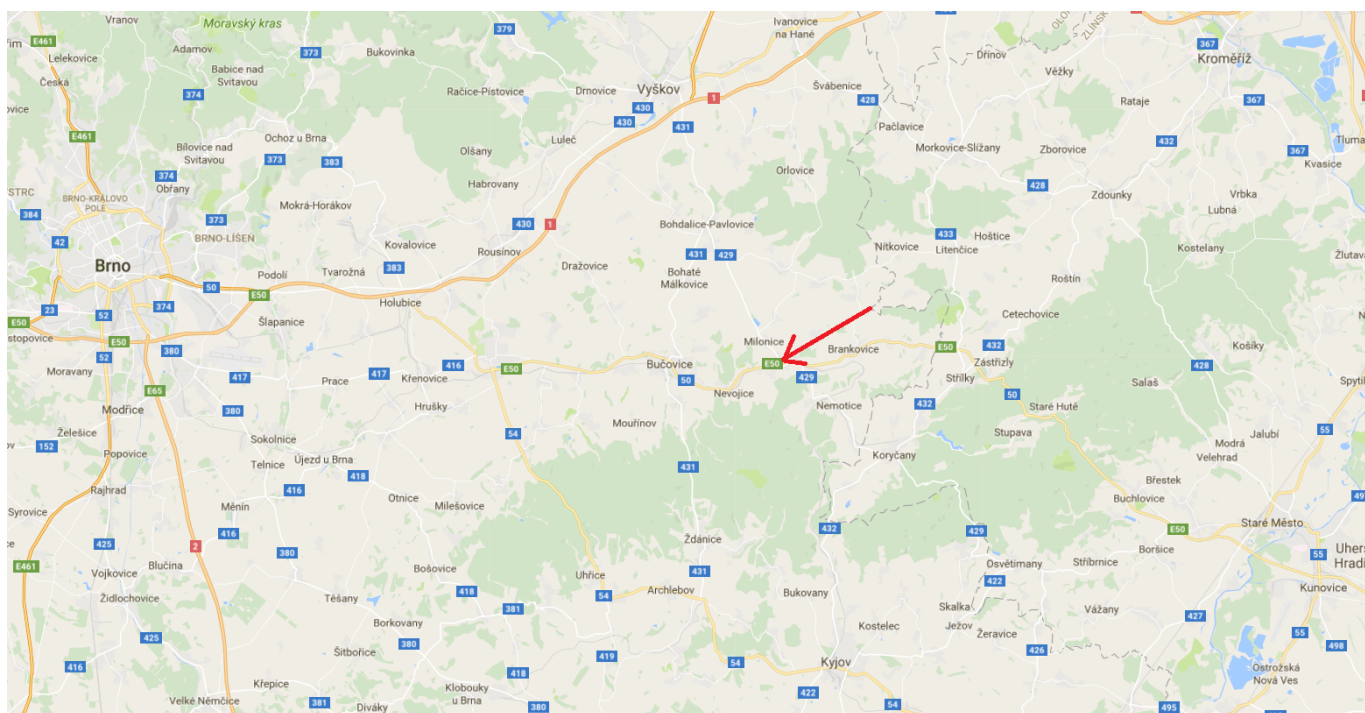 Vranov
Moravský kras
379
Ivanovice
na Hané
1
E461
Lelekovice
Adamov
373
Bukovinka
Dřínov
367
Kroměříž
Česká
Babice nad
Svitavou
374
Račice-Pístovice
Drnovice
Vyškov
Švábenice
Věžky
430
1
428
Rataje
367
E461
Ochoz u Brna
Luleč
430
431
Pačlavice
Bílovice nad
Svitavou
373
383
Olšany
Morkovice-Slížany
Zborovice
432
367
Kvasice
374
Obřany
Habrovany
Orlovice
428
Zdounky
Vrbka
BRNO-KRÁLOVO
POLE
Mokrá-Horákov
Lubná
384
373
430
1
Bohdalice-Pavlovice
42
BRNO-LÍŠEŇ
Kovalovice
Rousínov
Nítkovice
433
Hoštice
Litenčice
Kostelany
Brno
Podolí
Tvarožná
383
Dražovice
431
429
Bohaté
Málkovice
Roštín
50
E50
Holubice
374
23
52
Šlapanice
Cetechovice
E50
E50
Milonice
Brankovice
E50
432
Košíky
52
380
416
E50
Bučovice
E50
Zástřizly
428
Moravany
417
Prace
417
Křenovice
50
429
Střílky
Salaš
E65
Nevojice
50
Modřice
380
Hrušky
Nemotice
432
Staré Hutě
Mouřínov
Želešice
152
Popovice
Sokolnice
54
Stupava
Modrá
Jalubí
55
Telnice
Újezd u Brna
418
431
Koryčany
Velehrad
Rajhrad
416
Břestek
Syrovice
Měnín
Otnice
Milešovice
Buchlovice
416
2
380
Ždánice
432
429
E50
Staré Město
425
Boršice
55
E461
Vojkovice
Blučina
Bošovice
Uhřice
431
Osvětimany
Stříbrnice
422
Židlochovice
Těšany
418
381
54
Archlebov
Bukovany
Kunovice
Borkovany
Skalka
Vážany
427
425
380
Kostelec
Ježov
Žeravice
55
Šitbořice
419
54
Kyjov
426
498
416
Křepice
418
Ostrožská
Nová Ves
Velké Němčice
381
Diváky
Klobouky
u Brna
380
422
54
495